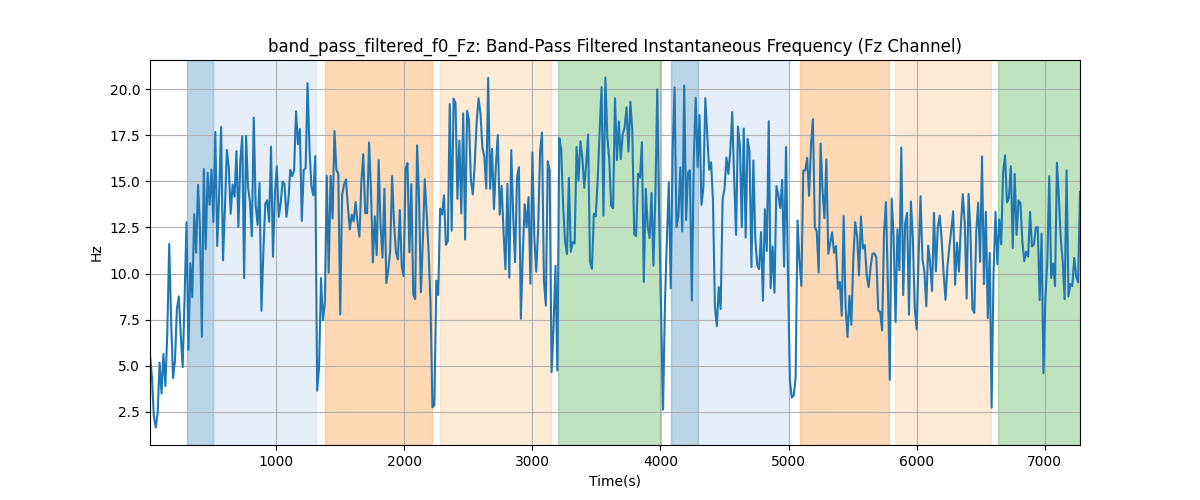 band_pass_filtered_f0_Fz: Band-Pass Filtered Instantaneous Frequency (Fz Channel)
20.0
17.5
15.0
12.5
10.0
7.5
5.0
2.5
Hz
1000 2000 3000 4000 5000 6000 7000
Time(s)